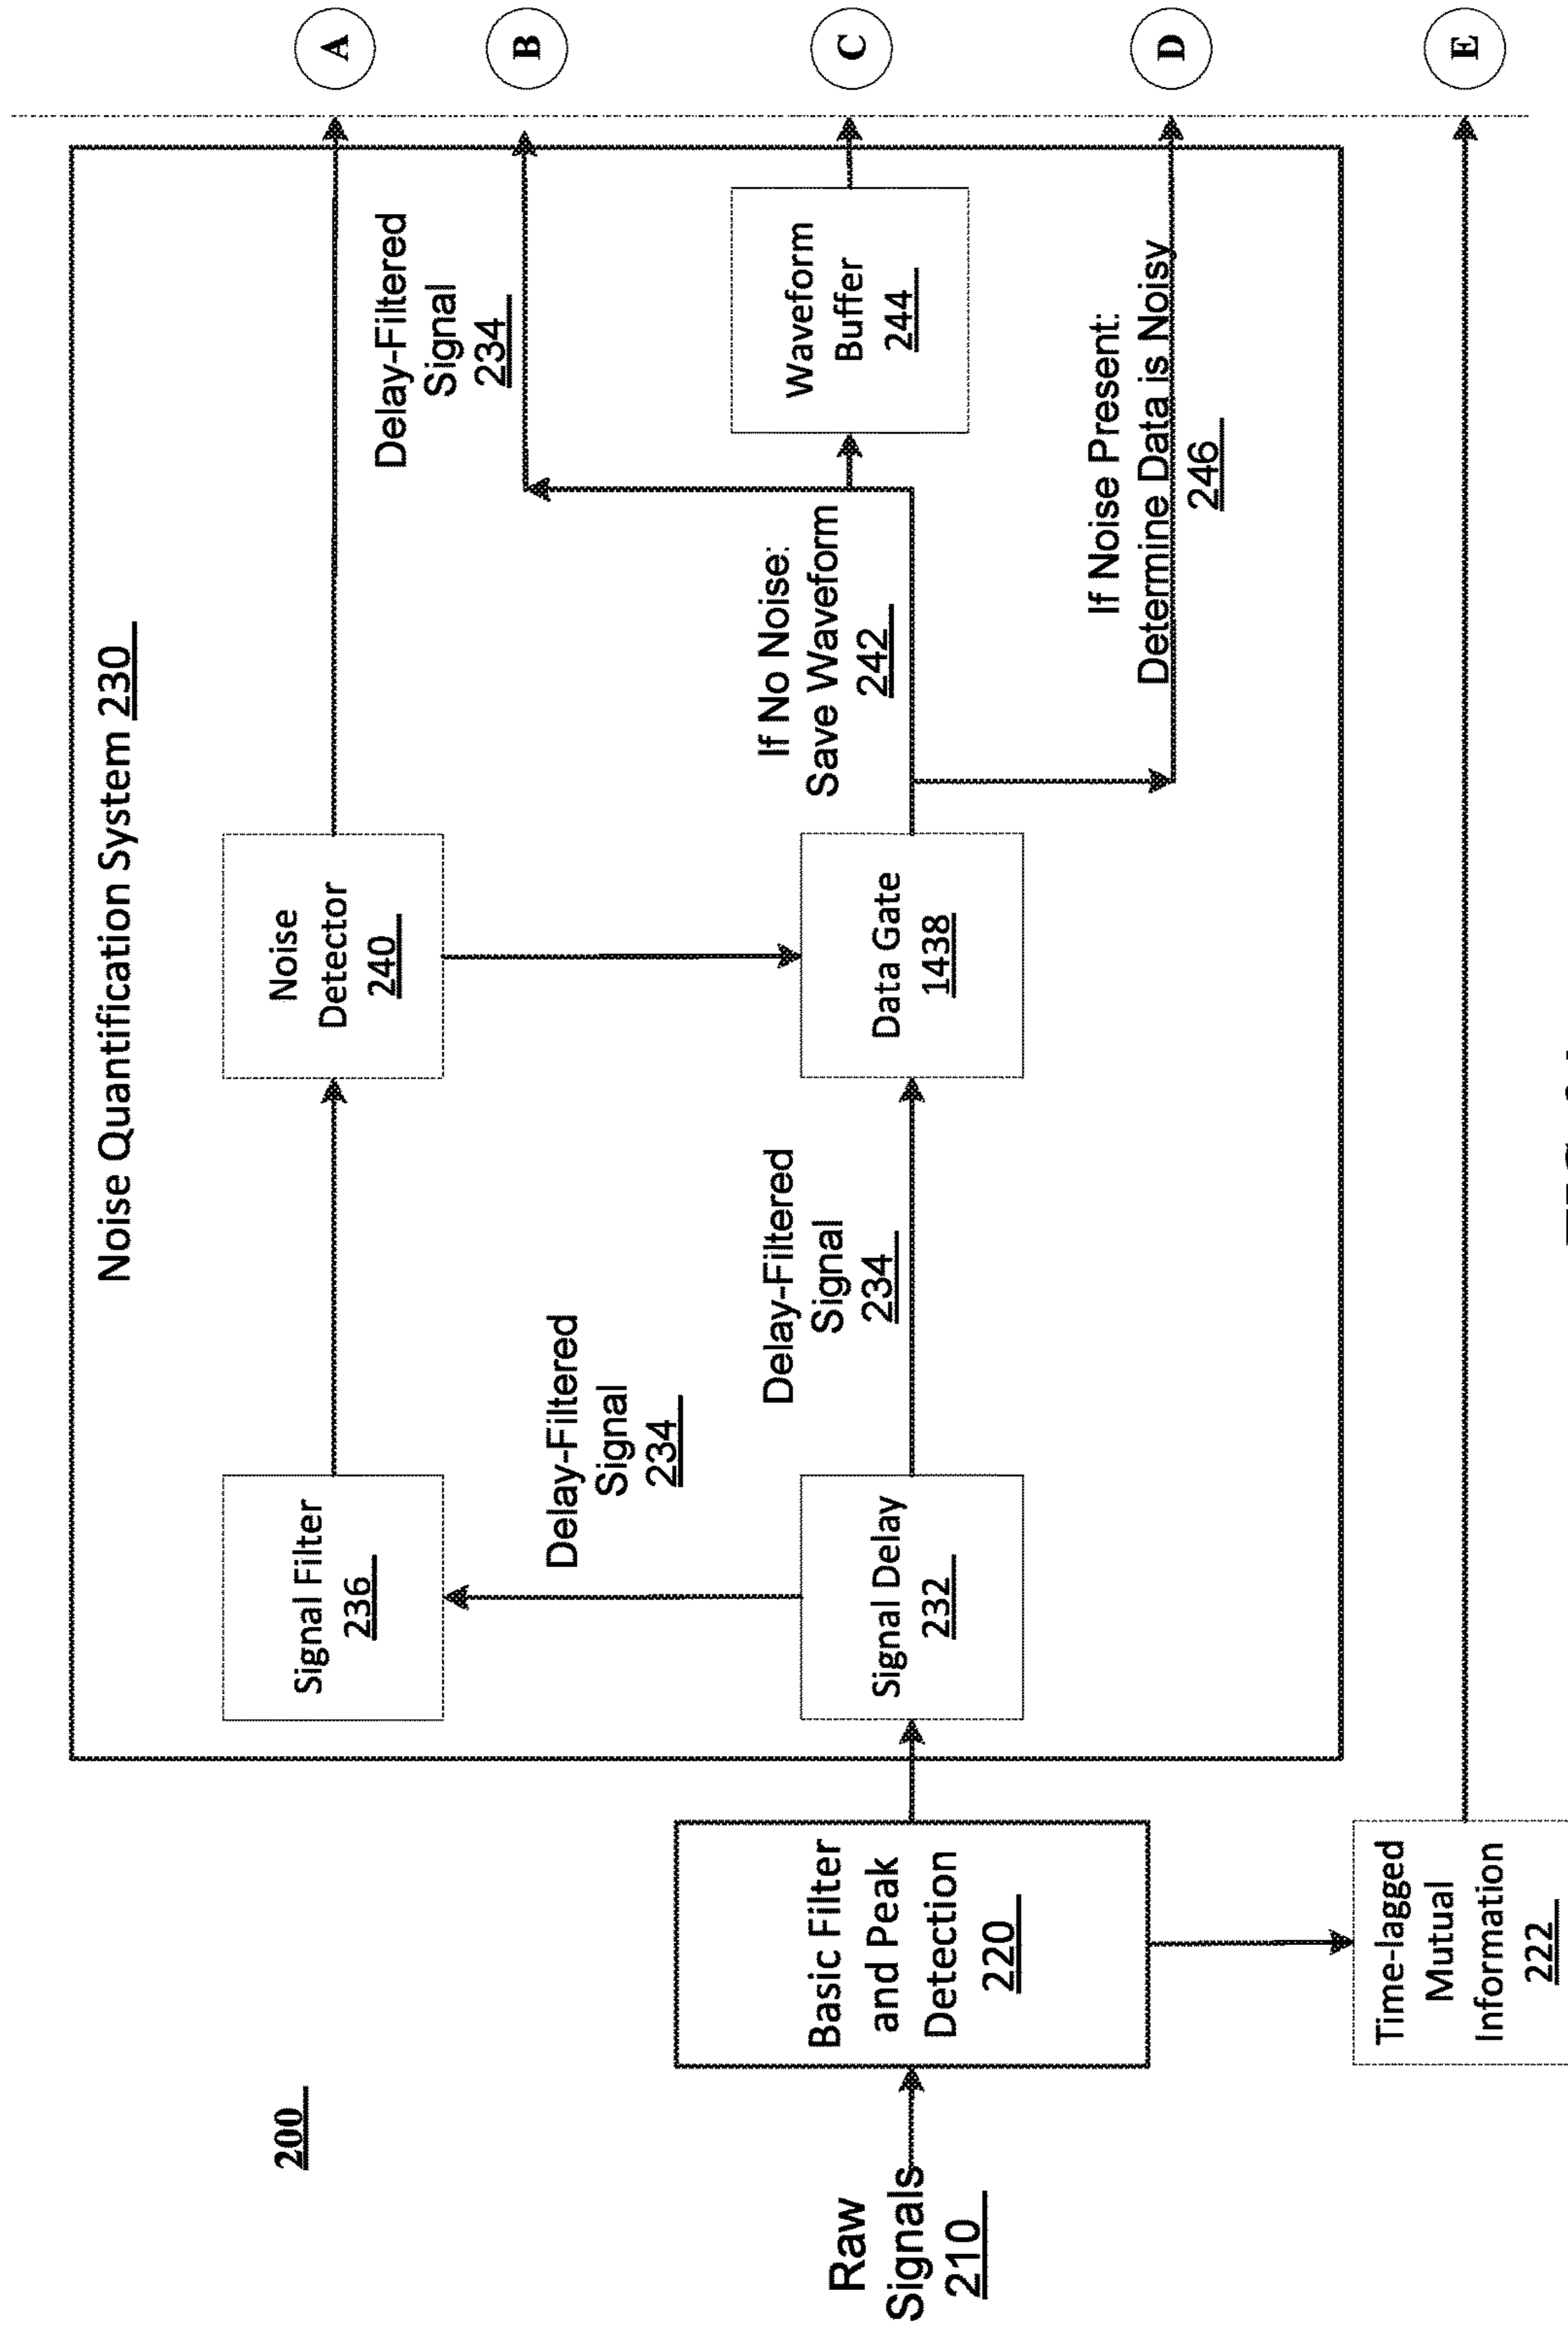 200
Noise Quantification System 230
Raw
Signals
210
Basic Filter
and Peak
Detection
220
Time-lagged
Mutual
Information
222
Signal Filter
236
Delay-Filtered
Signal
234
Signal Delay
232
Delay-Filtered
Signal
234
Noise
Detector
240
Data Gate
1438
If No Noise:
Save Waveform
242
Delay-Filtered
Signal
234
Waveform
Buffer
244
If Noise Present:
Determine Data is Noisy
246
A
B
C
D
E